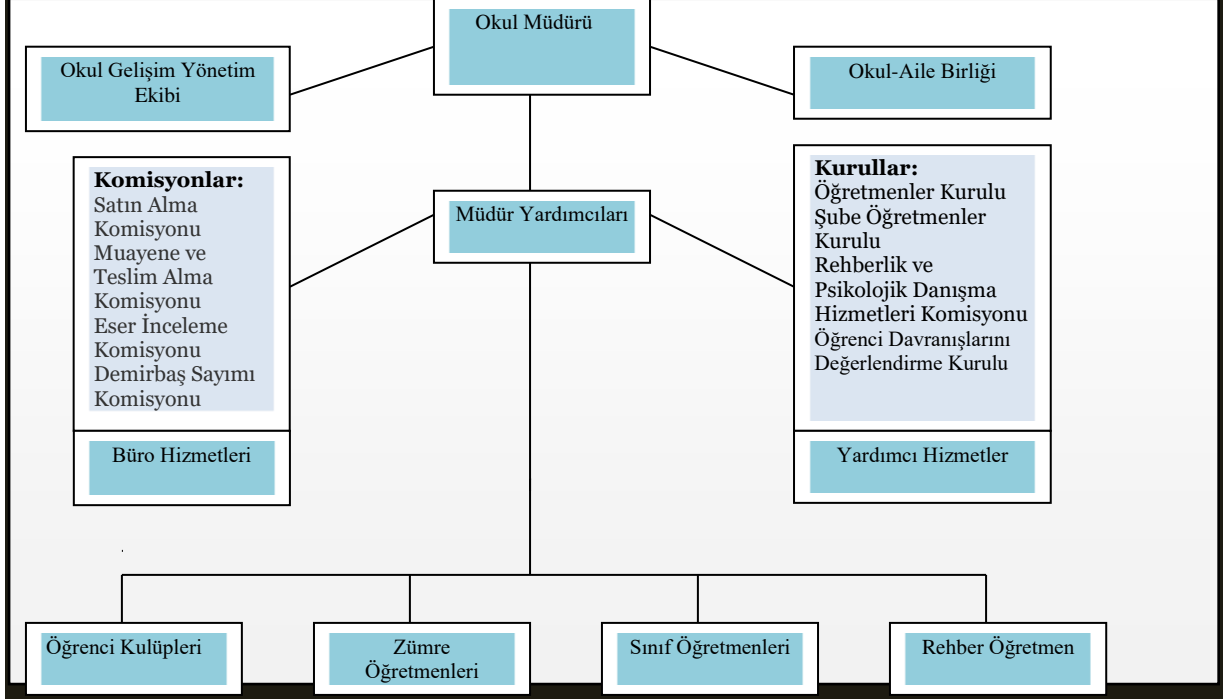 Okul Müdürü
Okul Gelişim Yönetim
Ekibi
Okul-Aile Birliği
Komisyonlar:
Satın Alma
Komisyonu
Muayene ve
Teslim Alma
Komisyonu
Eser İnceleme
Komisyonu
Demirbaş Sayımı
Komisyonu
Müdür Yardımcıları
Kurullar:
Öğretmenler Kurulu
Şube Öğretmenler
Kurulu
Rehberlik ve
Psikolojik Danışma
Hizmetleri Komisyonu
Öğrenci Davranışlarını
Değerlendirme Kurulu
Büro Hizmetleri
Yardımcı Hizmetler
Öğrenci Kulüpleri
Zümre
Öğretmenleri
Sınıf Öğretmenleri
Rehber Öğretmen